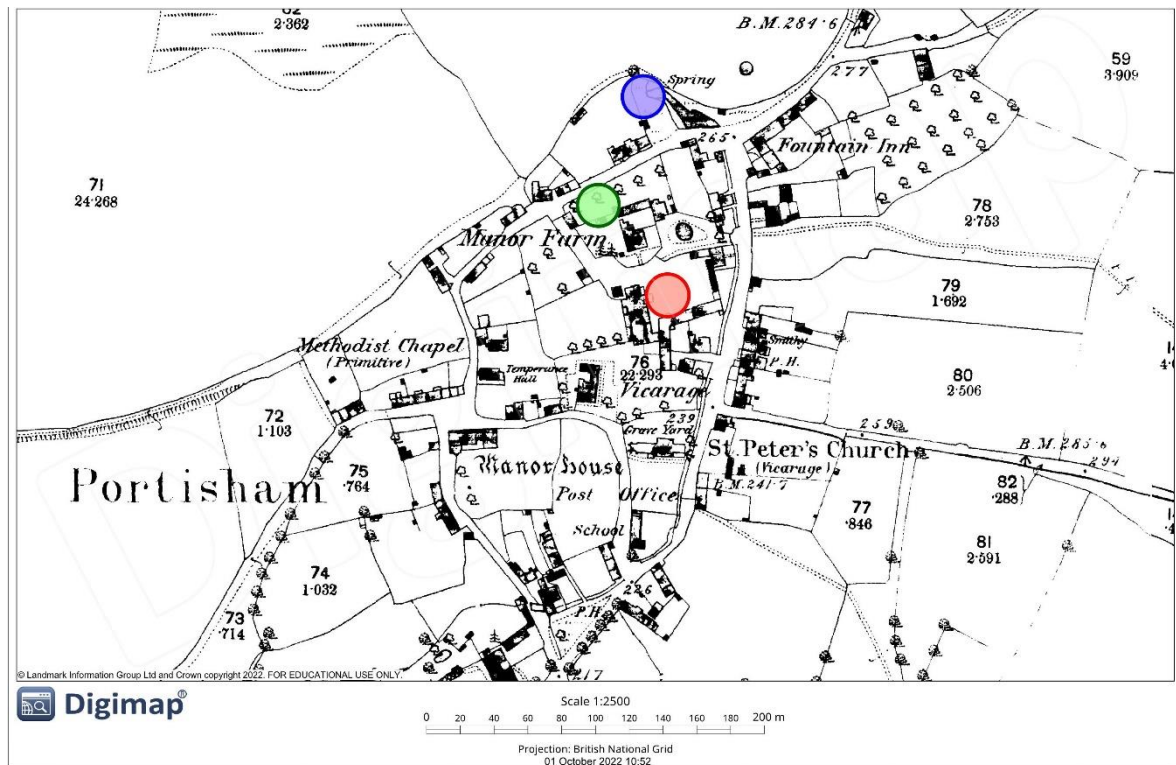 62
2·362
B.M.284·6
277
59
3·909
Spring
265
Fountain Inn
71
24·268
78
2·753
Manor Farm
79
1·692
Methodist Chapel
(Primitive)
Smithy
P.H.
76
22·293
Temperance
Hall
Vicarage
80
2·506
72
1·103
239
Grave Yard
259
St. Peter's Church
(Vicarage)
B.M.285·6
294
Manor House
75
·764
Portisham
Post Office
B.M.241·7
82
·288
77
·846
School
81
2·591
74
1·032
226
P.H.
73
·714
217
© Landmark Information Group Ltd and Crown copyright 2022. FOR EDUCATIONAL USE ONLY.
Digimap®
Scale 1:2500
0 20 40 60 80 100 120 140 160 180 200 m
Projection: British National Grid
01 October 2022 10:52